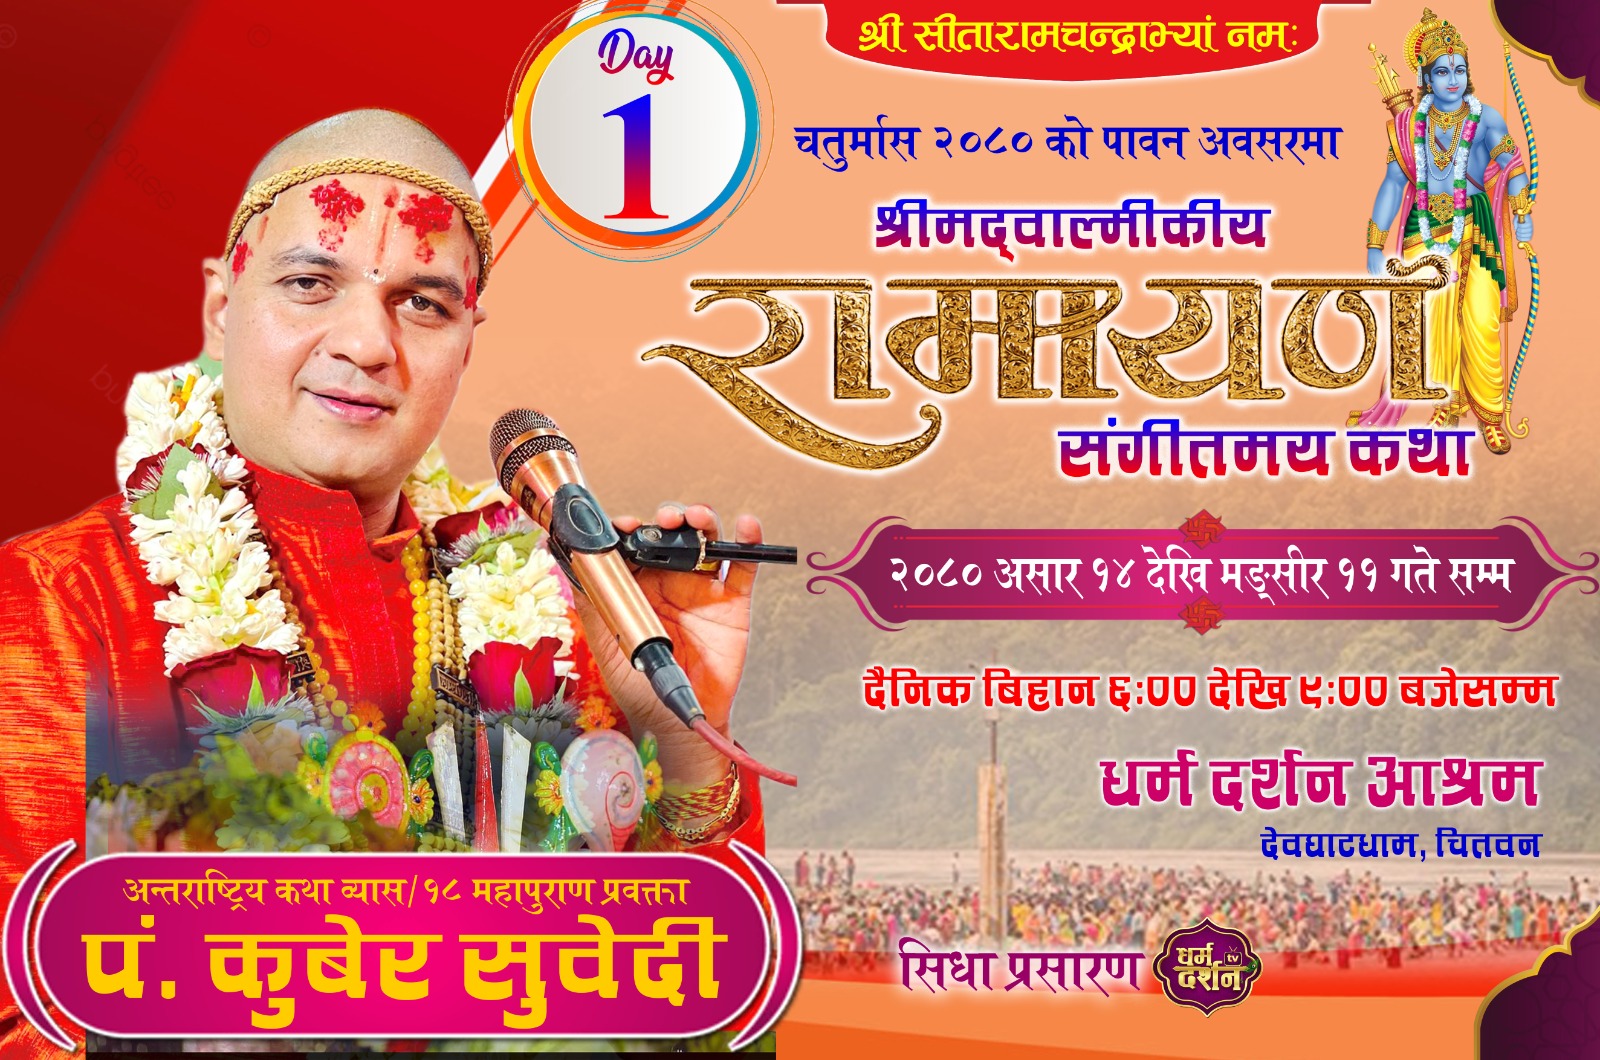 Day
1
श्री सीतारामचन्द्राभ्यां नमः
चतुर्मास २०८० को पावन अवसरमा
श्रीमद्वाल्मीकीय
रामायण
संगीतमय कथा
२०८० असार १४ देखि मङ्सीर ११ गते सम्म
दैनिक बिहान ६:०० देखि ९:०० बजेसम्म
धर्म दर्शन आश्रम
देवघाटधाम, चितवन
अन्तराष्ट्रिय कथा व्यास/१८ महापुराण प्रवक्ता
पं. कुबेर सुवेदी
सिधा प्रसारण
धर्म tv
दर्शन